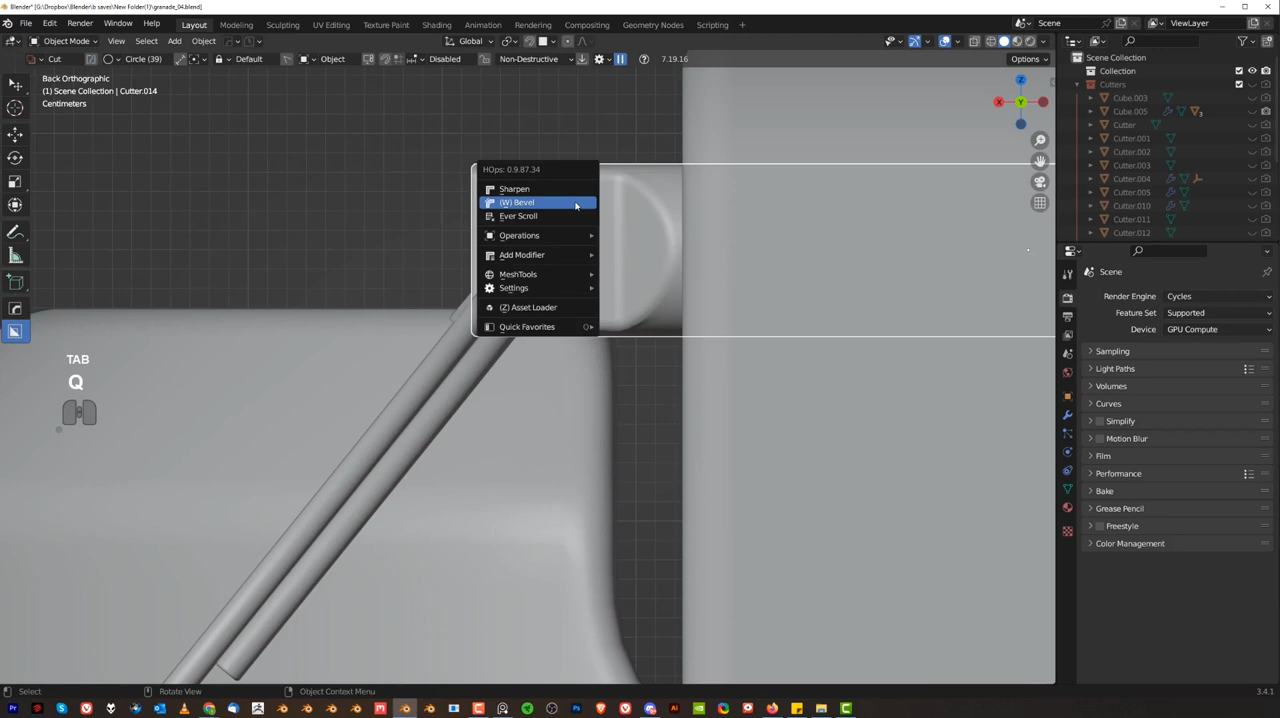 Blender* [G:\Dropbox\Blender\b saves\New Folder(1)\granade_04.blend]
File Edit Render Window Help Layout Modeling Sculpting UV Editing Texture Paint Shading Animation Rendering Compositing Geometry Nodes Scripting + Scene ViewLayer
Object Mode View Select Add Object Global
Cut Circle (39) Default Object Disabled Non-Destructive 7.19.16 Options
Back Orthographic
(1) Scene Collection | Cutter.014
Centimeters
Z
X
Y
HOps: 0.9.87.34
Sharpen
(W) Bevel
Ever Scroll
Operations
Add Modifier
MeshTools
Settings
(Z) Asset Loader
Quick Favorites Q
TAB
Q
Scene Collection
Collection
Cutters
Cube.003
Cube.005 3
Cutter
Cutter.001
Cutter.002
Cutter.003
Cutter.004
Cutter.005
Cutter.010
Cutter.011
Cutter.012
Scene
Render Engine Cycles
Feature Set Supported
Device GPU Compute
Sampling
Light Paths
Volumes
Curves
Simplify
Motion Blur
Film
Performance
Bake
Grease Pencil
Freestyle
Color Management
Select Rotate View Object Context Menu 3.4.1